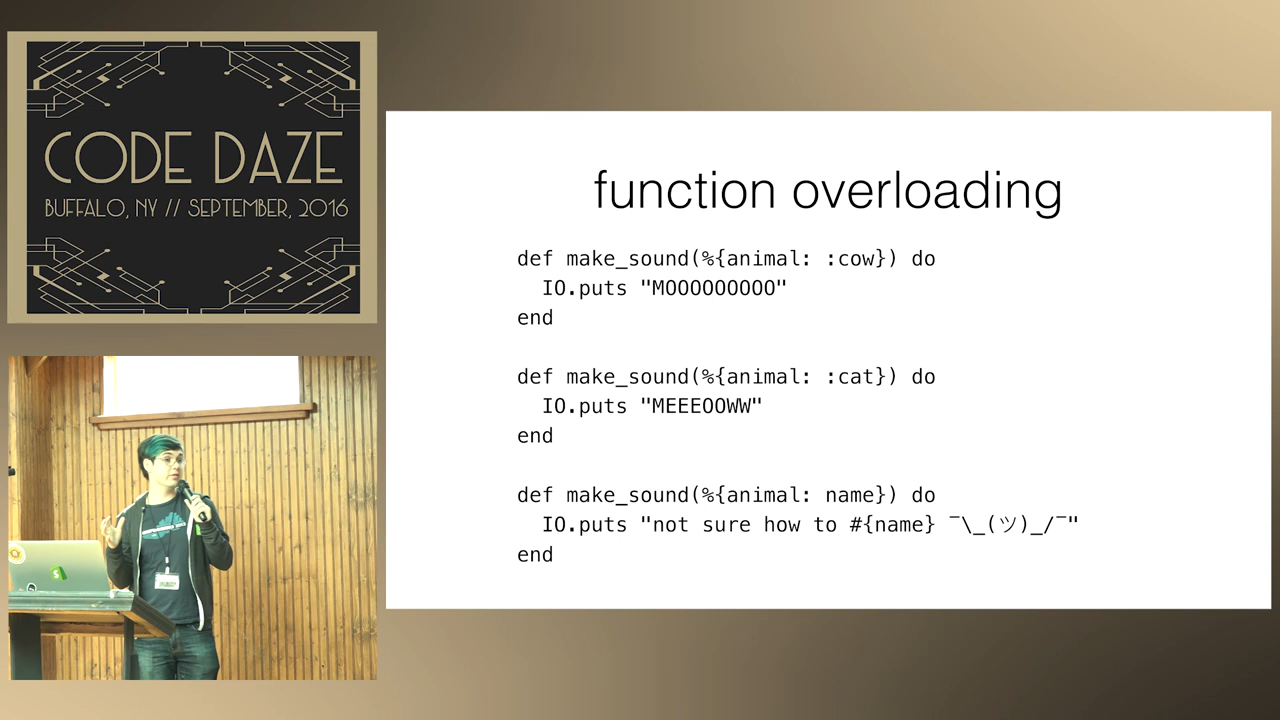 CODE DAZE
BUFFALO, NY // SEPTEMBER, 2016
function overloading
def make_sound(%{animal: :cow}) do
  IO.puts "MOOOOOOOOO"
end
def make_sound(%{animal: :cat}) do
  IO.puts "MEEEOOWW"
end
def make_sound(%{animal: name}) do
  IO.puts "not sure how to #{name} ¯\_(ツ)_/¯"
end